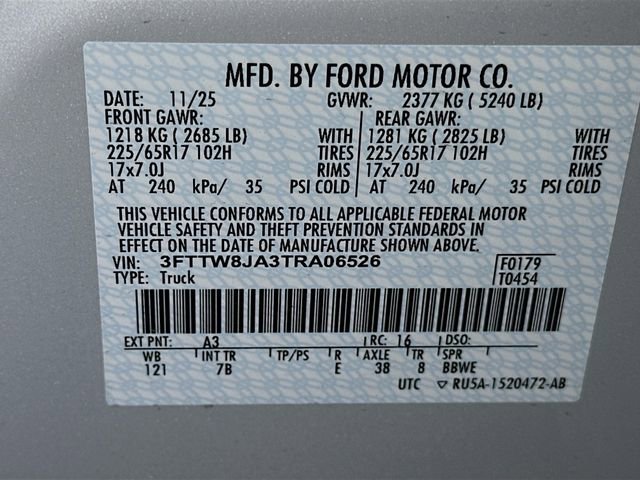 MFD. BY FORD MOTOR CO.
DATE: 11/25 GVWR: 2377 KG ( 5240 LB)
FRONT GAWR: REAR GAWR:
1218 KG ( 2685 LB) WITH 1281 KG ( 2825 LB) WITH
225/65R17 102H TIRES 225/65R17 102H TIRES
17x7.0J RIMS 17x7.0J RIMS
AT 240 kPa/ 35 PSI COLD AT 240 kPa/ 35 PSI COLD
THIS VEHICLE CONFORMS TO ALL APPLICABLE FEDERAL MOTOR
VEHICLE SAFETY AND THEFT PREVENTION STANDARDS IN
EFFECT ON THE DATE OF MANUFACTURE SHOWN ABOVE.
VIN: 3FTTW8JA3TRA06526 F0179
TYPE: Truck T0454
EXT PNT: A3 RC: 16 DSO:
WB INT TR TP/PS R AXLE TR SPR
121 7B E 38 8 BBWE
UTC ▽ RU5A-1520472-AB